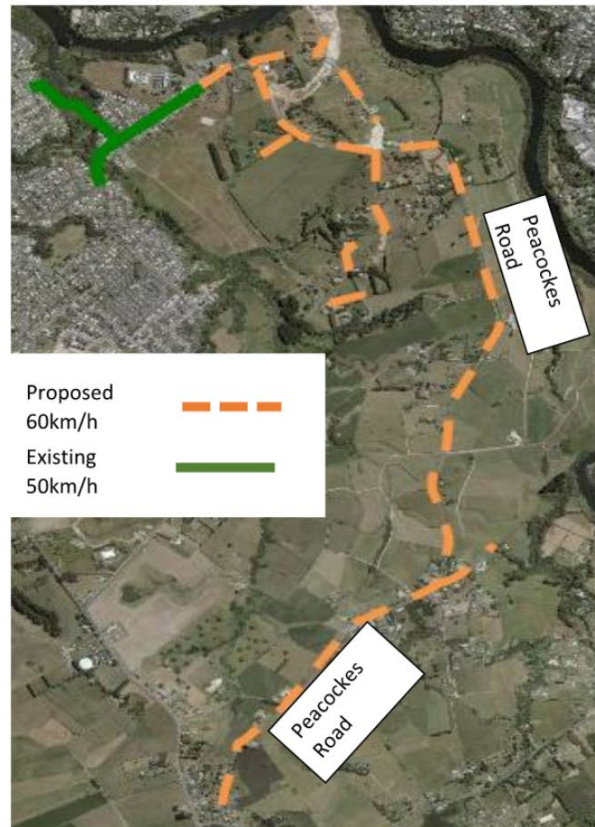 Peacockes
Road
Proposed
60km/h
Existing
50km/h
Peacockes
Road